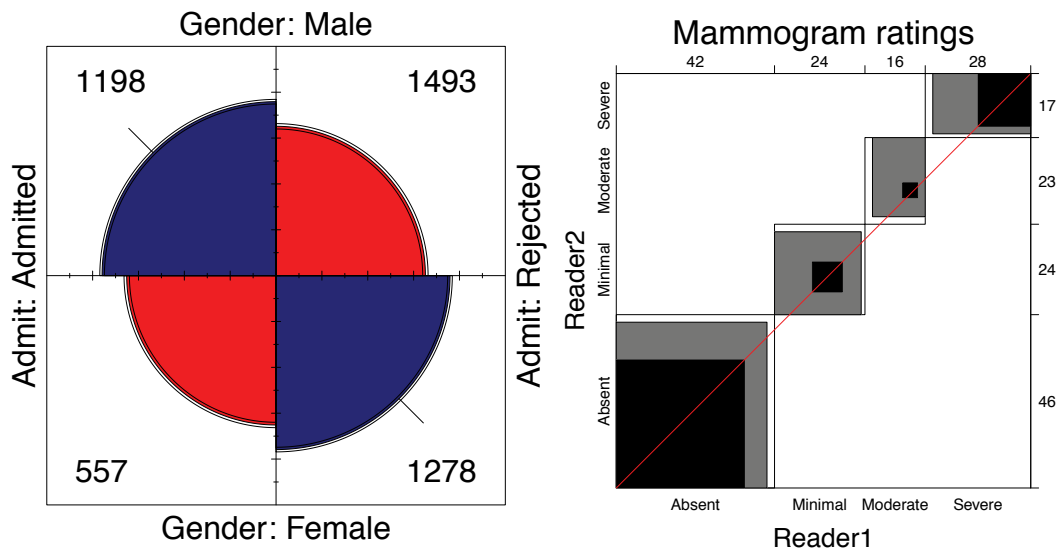 Gender: Male
1198
1493
Admit: Admitted
Admit: Rejected
557
1278
Gender: Female
Mammogram ratings
42
24
16
28
Severe
17
Moderate
23
Reader2
Minimal
24
Absent
46
Absent
Minimal
Moderate
Severe
Reader1